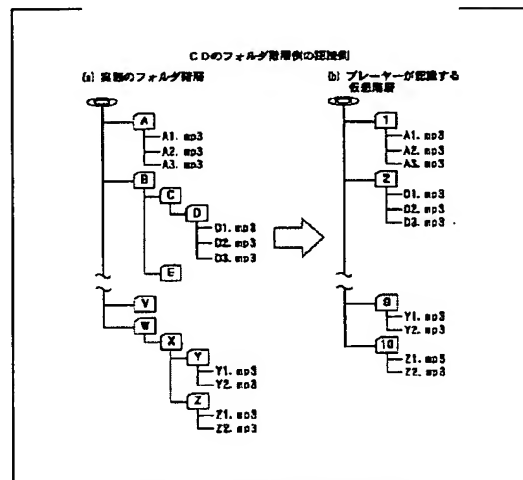 CDのフォルダ階層例の認識例
(a) 実際のフォルダ階層
A
A1. mp3
A2. mp3
A3. mp3
B
C
D
D1. mp3
D2. mp3
D3. mp3
E
V
W
X
Y
Y1. mp3
Y2. mp3
Z
Z1. mp3
Z2. mp3
(b) プレーヤーが認識する
仮想階層
1
A1. mp3
A2. mp3
A3. mp3
2
D1. mp3
D2. mp3
D3. mp3
9
Y1. mp3
Y2. mp3
10
Z1. mp3
Z2. mp3